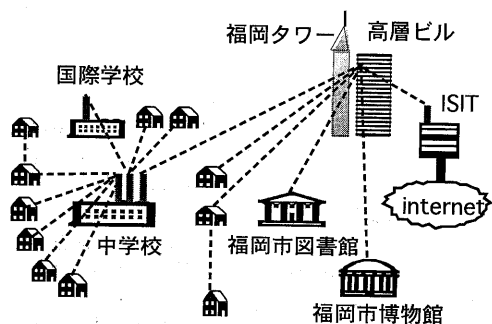 福岡タワー
高層ビル
国際学校
ISIT
internet
中学校
福岡市図書館
福岡市博物館